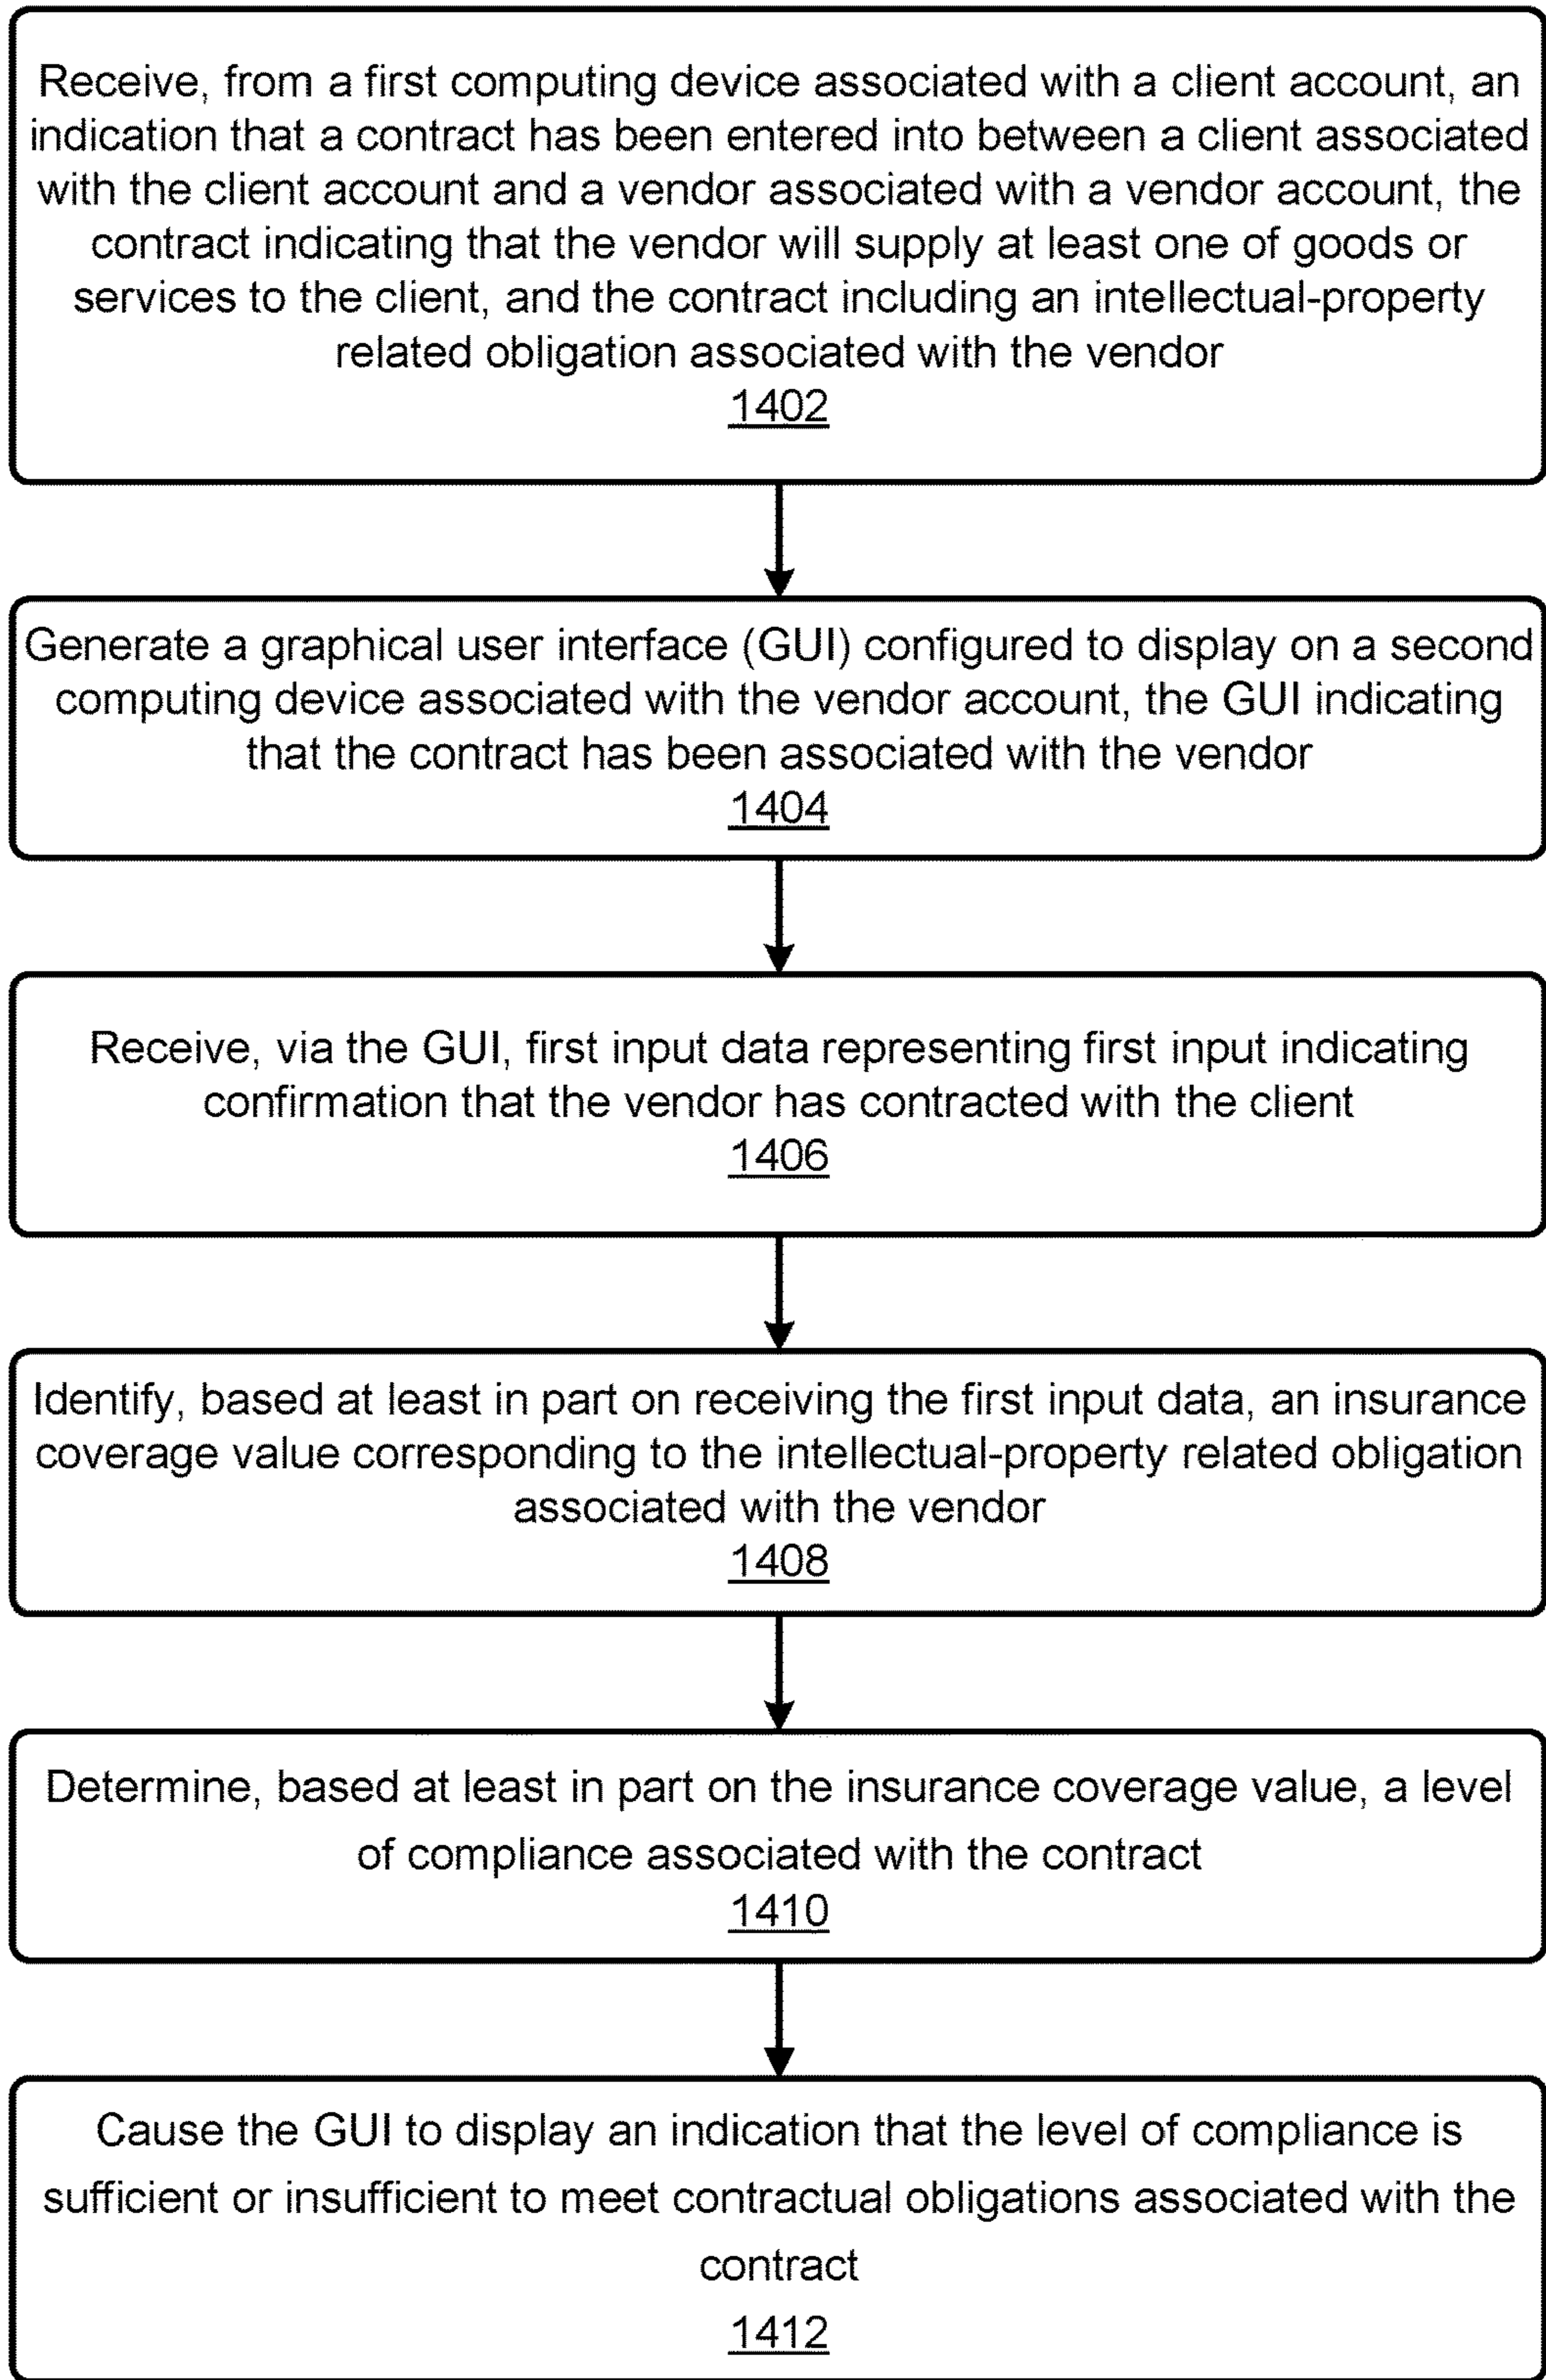 Receive, from a first computing device associated with a client account, an
indication that a contract has been entered into between a client associated
with the client account and a vendor associated with a vendor account, the
contract indicating that the vendor will supply at least one of goods or
services to the client, and the contract including an intellectual-property
related obligation associated with the vendor
1402
Generate a graphical user interface (GUI) configured to display on a second
computing device associated with the vendor account, the GUI indicating
that the contract has been associated with the vendor
1404
Receive, via the GUI, first input data representing first input indicating
confirmation that the vendor has contracted with the client
1406
Identify, based at least in part on receiving the first input data, an insurance
coverage value corresponding to the intellectual-property related obligation
associated with the vendor
1408
Determine, based at least in part on the insurance coverage value, a level
of compliance associated with the contract
1410
Cause the GUI to display an indication that the level of compliance is
sufficient or insufficient to meet contractual obligations associated with the
contract
1412